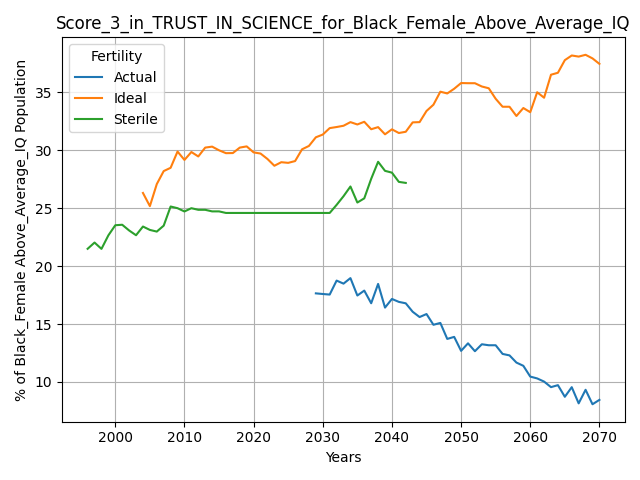 Score_3_in_TRUST_IN_SCIENCE_for_Black_Female_Above_Average_IQ
% of Black_Female Above_Average_IQ Population
Fertility
Actual
Ideal
Sterile
35
30
25
20
15
10
2000 2010 2020 2030 2040 2050 2060 2070
Years